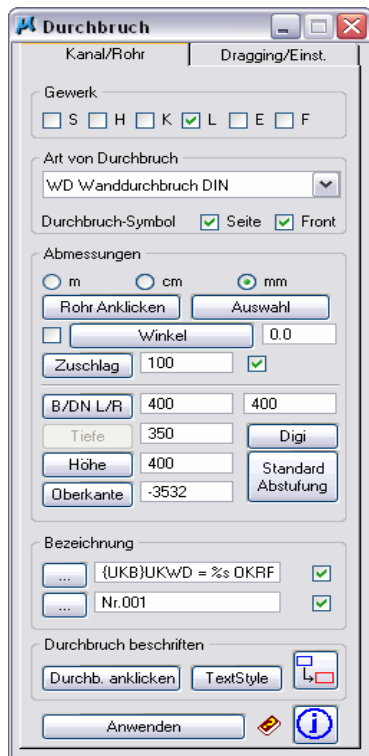 Durchbruch
Kanal/Rohr Dragging/Einst.
Gewerk
S H K L E F
Art von Durchbruch
WD Wanddurchbruch DIN
Durchbruch-Symbol Seite Front
Abmessungen
m cm mm
Rohr Anklicken Auswahl
Winkel 0.0
Zuschlag 100
B/DN L/R 400 400
Tiefe 350 Digi
Höhe 400 Standard
Abstufung
Oberkante -3532
Bezeichnung
... {UKB}UKWD = %s OKRF
... Nr.001
Durchbruch beschriften
Durchb. anklicken TextStyle
Anwenden i